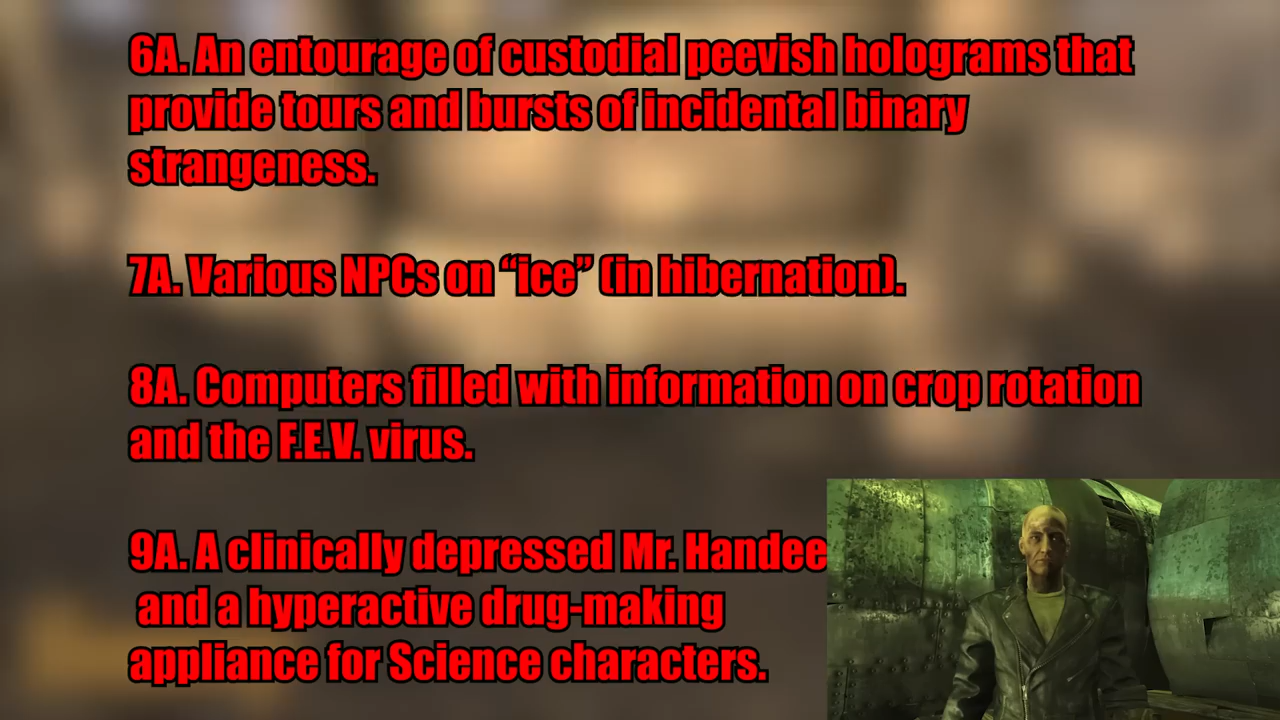 6A. An entourage of custodial peevish holograms that
provide tours and bursts of incidental binary
strangeness.
7A. Various NPCs on “ice” (in hibernation).
8A. Computers filled with information on crop rotation
and the F.E.V. virus.
9A. A clinically depressed Mr. Handee
and a hyperactive drug-making
appliance for Science characters.